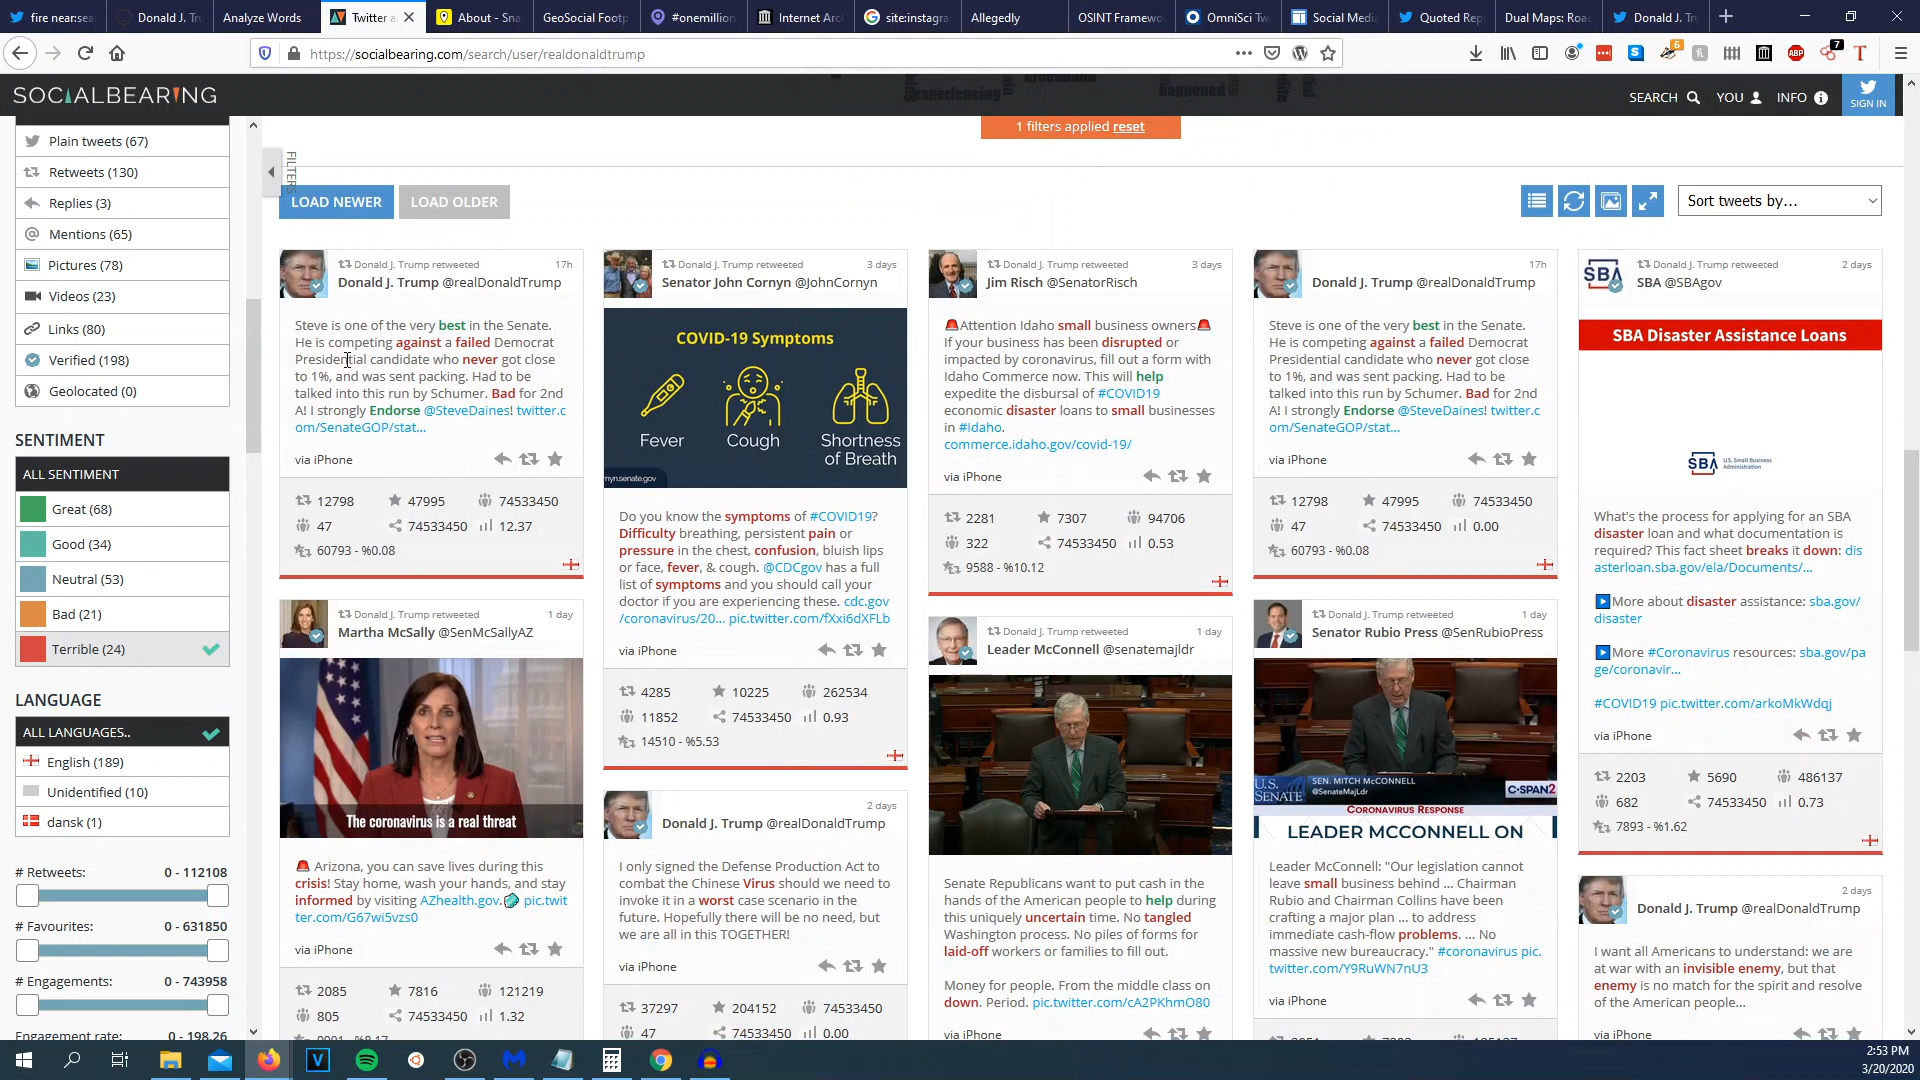 fire near:sea
Donald J. Tr
Analyze Words
Twitter a
About - Sna
GeoSocial Footp
#onemillion
Internet Arc
site:instagra
Allegedly
OSINT Framewo
OmniSci Tw
Social Media
Quoted Rep
Dual Maps: Roa
Donald J. Tr
https://socialbearing.com/search/user/realdonaldtrump
SOCIALBEARING
experiencing
happened
SEARCH
YOU
INFO
SIGN IN
1 filters applied reset
Plain tweets (67)
Retweets (130)
Replies (3)
Mentions (65)
Pictures (78)
Videos (23)
Links (80)
Verified (198)
Geolocated (0)
SENTIMENT
ALL SENTIMENT
Great (68)
Good (34)
Neutral (53)
Bad (21)
Terrible (24)
LANGUAGE
ALL LANGUAGES..
English (189)
Unidentified (10)
dansk (1)
# Retweets: 0 - 112108
# Favourites: 0 - 631850
# Engagements: 0 - 743958
Engagement rate: 0 - 198.26
FILTERS
LOAD NEWER
LOAD OLDER
Sort tweets by...
Donald J. Trump retweeted 17h
Donald J. Trump @realDonaldTrump
Steve is one of the very best in the Senate.
He is competing against a failed Democrat
Presidential candidate who never got close
to 1%, and was sent packing. Had to be
talked into this run by Schumer. Bad for 2nd
A! I strongly Endorse @SteveDaines! twitter.c
om/SenateGOP/stat...
via iPhone
12798 47995 74533450
47 74533450 12.37
60793 - %0.08
Donald J. Trump retweeted 1 day
Martha McSally @SenMcSallyAZ
The coronavirus is a real threat
Arizona, you can save lives during this
crisis! Stay home, wash your hands, and stay
informed by visiting AZhealth.gov. pic.twit
ter.com/G67wi5vzs0
via iPhone
2085 7816 121219
805 74533450 1.32
Donald J. Trump retweeted 3 days
Senator John Cornyn @JohnCornyn
COVID-19 Symptoms
Fever
Cough
Shortness
of Breath
rnyn.senate.gov
Do you know the symptoms of #COVID19?
Difficulty breathing, persistent pain or
pressure in the chest, confusion, bluish lips
or face, fever, & cough. @CDCgov has a full
list of symptoms and you should call your
doctor if you are experiencing these. cdc.gov
/coronavirus/20... pic.twitter.com/fXxi6dXFLb
via iPhone
4285 10225 262534
11852 74533450 0.93
14510 - %5.53
2 days
Donald J. Trump @realDonaldTrump
I only signed the Defense Production Act to
combat the Chinese Virus should we need to
invoke it in a worst case scenario in the
future. Hopefully there will be no need, but
we are all in this TOGETHER!
via iPhone
37297 204152 74533450
47 74533450 0.00
Donald J. Trump retweeted 3 days
Jim Risch @SenatorRisch
Attention Idaho small business owners
If your business has been disrupted or
impacted by coronavirus, fill out a form with
Idaho Commerce now. This will help
expedite the disbursal of #COVID19
economic disaster loans to small businesses
in #Idaho.
commerce.idaho.gov/covid-19/
via iPhone
2281 7307 94706
322 74533450 0.53
9588 - %10.12
Donald J. Trump retweeted 1 day
Leader McConnell @senatemajldr
Senate Republicans want to put cash in the
hands of the American people to help during
this uniquely uncertain time. No tangled
Washington process. No piles of forms for
laid-off workers or families to fill out.
Money for people. From the middle class on
down. Period. pic.twitter.com/cA2PKhmO80
via iPhone
Donald J. Trump retweeted 17h
Donald J. Trump @realDonaldTrump
Steve is one of the very best in the Senate.
He is competing against a failed Democrat
Presidential candidate who never got close
to 1%, and was sent packing. Had to be
talked into this run by Schumer. Bad for 2nd
A! I strongly Endorse @SteveDaines! twitter.c
om/SenateGOP/stat...
via iPhone
12798 47995 74533450
47 74533450 0.00
60793 - %0.08
Donald J. Trump retweeted 1 day
Senator Rubio Press @SenRubioPress
U.S.
SENATE
SEN. MITCH McCONNELL
@SenateMajLdr
C-SPAN2
CORONAVIRUS RESPONSE
LEADER MCCONNELL ON
Leader McConnell: "Our legislation cannot
leave small business behind ... Chairman
Rubio and Chairman Collins have been
crafting a major plan ... to address
immediate cash-flow problems. ... No
massive new bureaucracy." #coronavirus pic.
twitter.com/Y9RuWN7nU3
via iPhone
Donald J. Trump retweeted 2 days
SBA @SBAgov
SBA Disaster Assistance Loans
SBA U.S. Small Business
Administration
What's the process for applying for an SBA
disaster loan and what documentation is
required? This fact sheet breaks it down: dis
asterloan.sba.gov/ela/Documents/...
More about disaster assistance: sba.gov/
disaster
More #Coronavirus resources: sba.gov/pa
ge/coronavir...
#COVID19 pic.twitter.com/arkoMkWdqj
via iPhone
2203 5690 486137
682 74533450 0.73
7893 - %1.62
2 days
Donald J. Trump @realDonaldTrump
I want all Americans to understand: we are
at war with an invisible enemy, but that
enemy is no match for the spirit and resolve
of the American people...
via iPhone
2:53 PM
3/20/2020